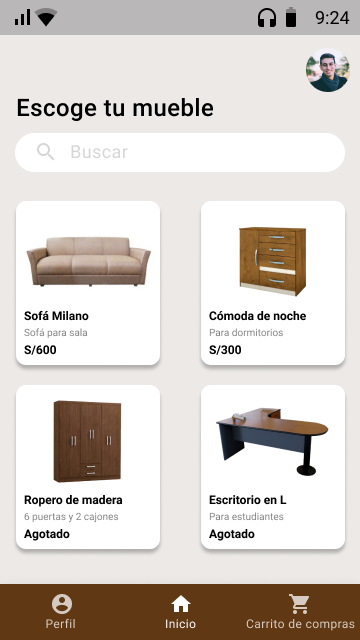 9:24
Escoge tu mueble
Buscar
Sofá Milano
Sofá para sala
S/600
Cómoda de noche
Para dormitorios
S/300
Ropero de madera
6 puertas y 2 cajones
Agotado
Escritorio en L
Para estudiantes
Agotado
Perfil
Inicio
Carrito de compras